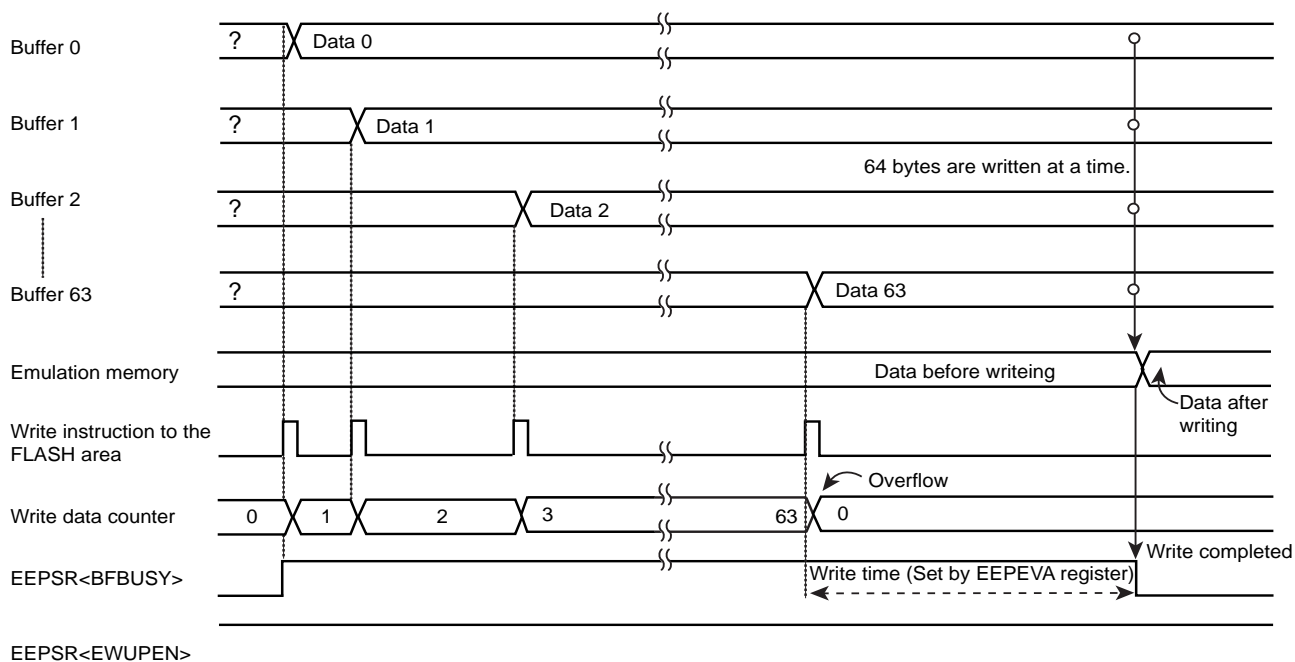 Buffer 0
?
Data 0
Buffer 1
?
Data 1
64 bytes are written at a time.
Buffer 2
?
Data 2
Buffer 63
?
Data 63
Emulation memory
Data before writeing
Data after
writing
Write instruction to the
FLASH area
Overflow
Write data counter
0
1
2
3
63
0
Write completed
EEPSR<BFBUSY>
Write time (Set by EEPEVA register)
EEPSR<EWUPEN>